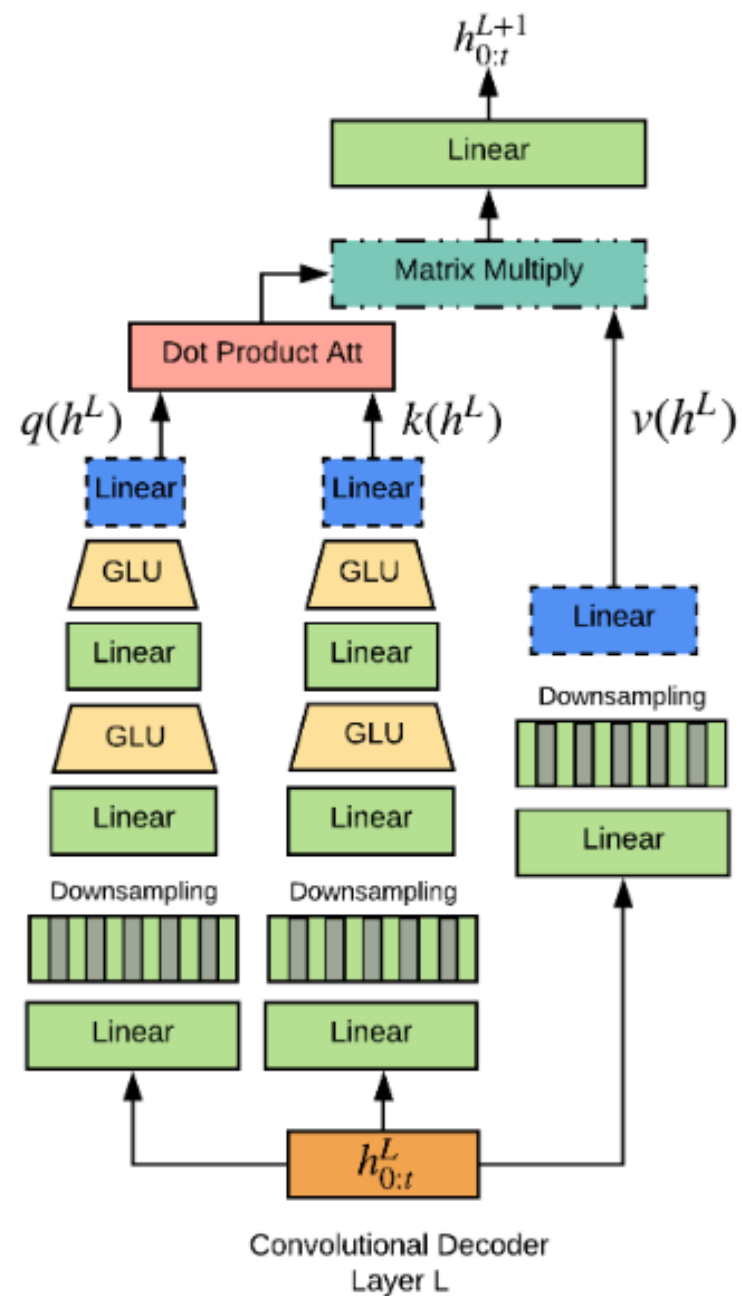 h^{L+1}_{0:t}
Linear
Matrix Multiply
Dot Product Att
q(h^L)
k(h^L)
v(h^L)
Linear
Linear
GLU
GLU
Linear
Linear
Linear
Downsampling
GLU
GLU
Linear
Linear
Linear
Downsampling
Downsampling
Linear
Linear
h^L_{0:t}
Convolutional Decoder
Layer L